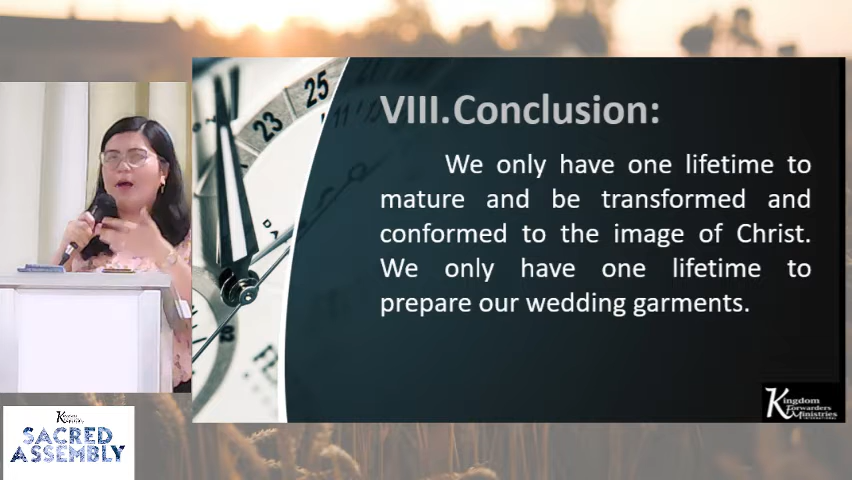 VIII.Conclusion:
We only have one lifetime to
mature and be transformed and
conformed to the image of Christ.
We only have one lifetime to
prepare our wedding garments.
25
23
Kingdom
Forwarders
Ministries
INTERNATIONAL
SACRED
ASSEMBLY